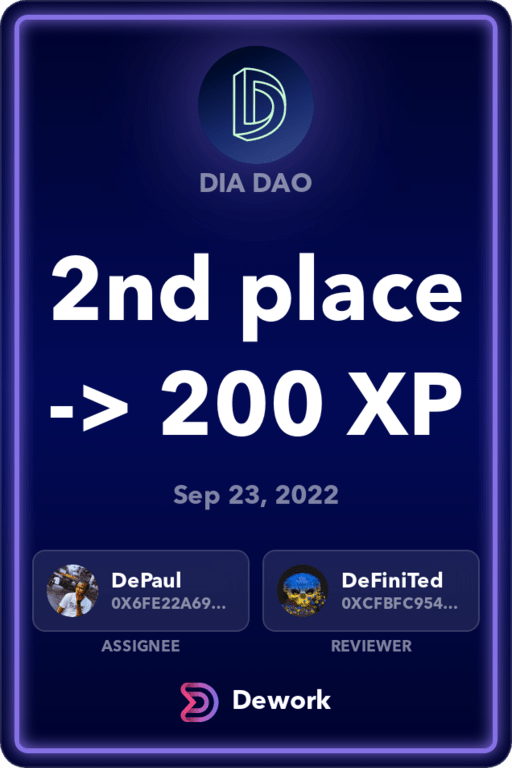 DIA DAO
2nd place
-> 200 XP
Sep 23, 2022
DePaul
0X6FE22A69...
ASSIGNEE
DeFiniTed
0XCFBFC954...
REVIEWER
Dework